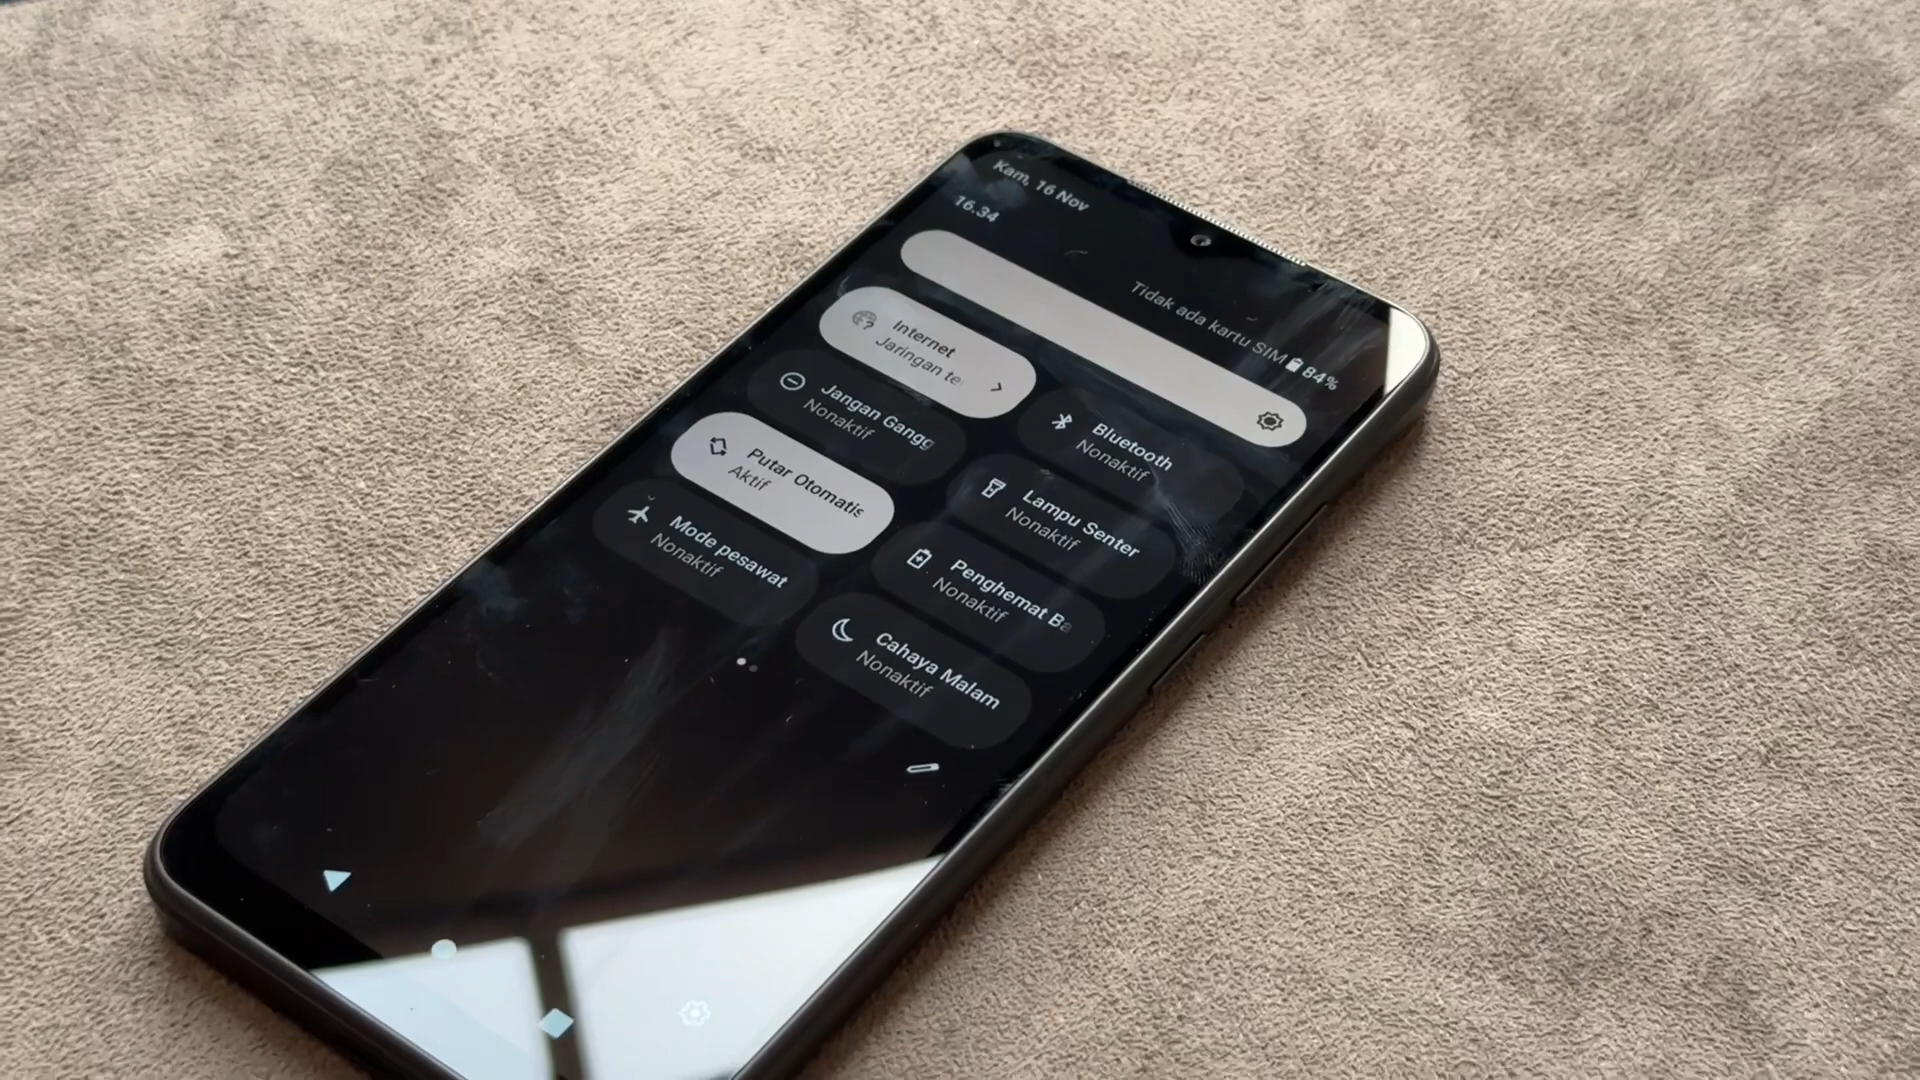 Kam, 16 Nov
16.34
Tidak ada kartu SIM 84%
Internet
Jaringan te
Bluetooth
Nonaktif
Jangan Gangg
Nonaktif
Lampu Senter
Nonaktif
Putar Otomatis
Aktif
Penghemat Ba
Nonaktif
Mode pesawat
Nonaktif
Cahaya Malam
Nonaktif